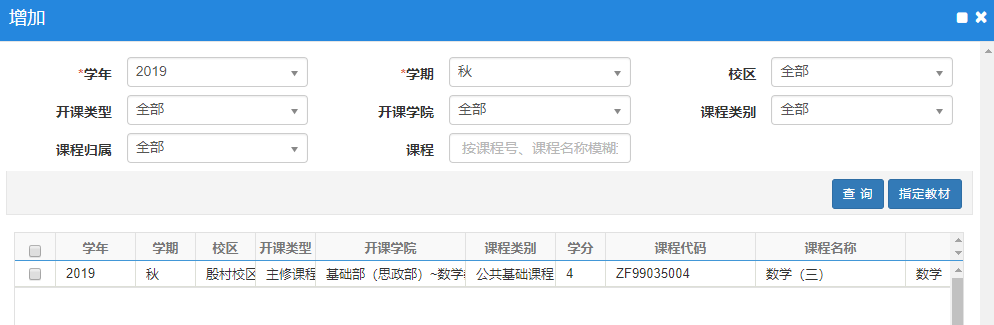 增加
*学年 2019 *学期 秋 校区 全部
开课类型 全部 开课学院 全部 课程类别 全部
课程归属 全部 课程 按课程号、课程名称模糊
查 询 指定教材
学年 学期 校区 开课类型 开课学院 课程类别 学分 课程代码 课程名称
2019 秋 殷村校区 主修课程 基础部（思政部）~数学 公共基础课程 4 ZF99035004 数学（三） 数学